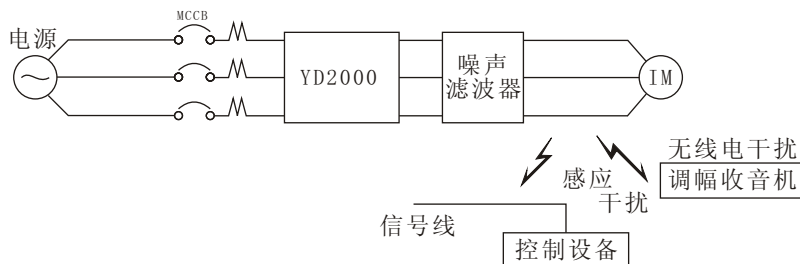 MCCB
电源
YD2000
噪声
滤波器
IM
无线电干扰
调幅收音机
感应
干扰
信号线
控制设备